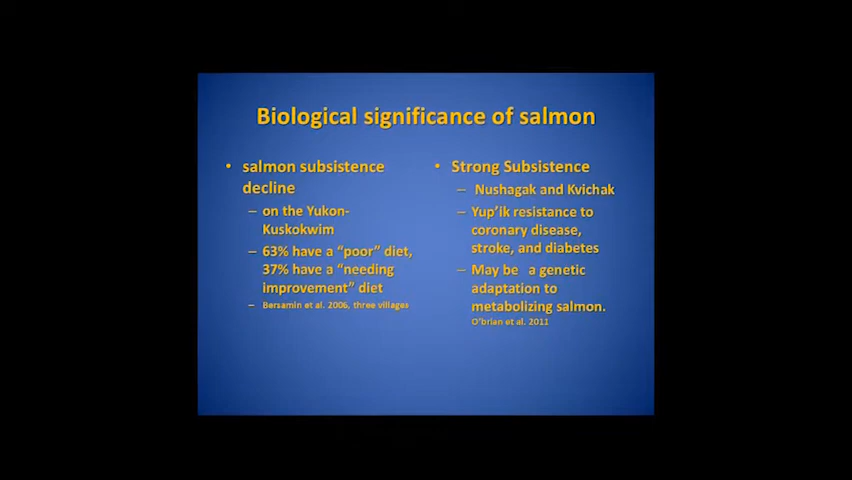 Biological significance of salmon
• salmon subsistence
decline
– on the Yukon-
Kuskokwim
– 63% have a “poor” diet,
37% have a “needing
improvement” diet
– Bersamin et al. 2006, three villages
• Strong Subsistence
– Nushagak and Kvichak
– Yup’ik resistance to
coronary disease,
stroke, and diabetes
– May be a genetic
adaptation to
metabolizing salmon.
O’brian et al. 2011